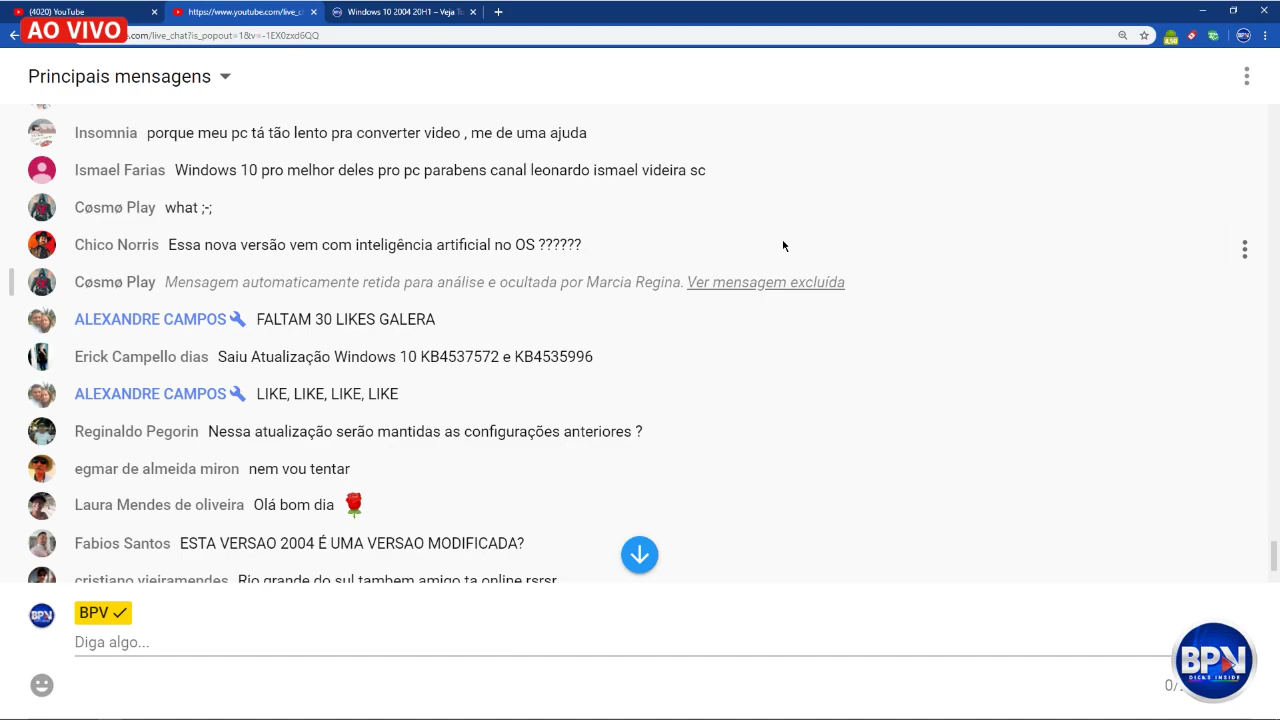 (4020) YouTube
https://www.youtube.com/live_c
Windows 10 2004 20H1 – Veja T
AO VIVO
.com/live_chat?is_popout=1&v=-1EX0zxd6QQ
Principais mensagens
Insomnia porque meu pc tá tão lento pra converter video , me de uma ajuda
Ismael Farias Windows 10 pro melhor deles pro pc parabens canal leonardo ismael videira sc
Cøsmø Play what ;-;
Chico Norris Essa nova versão vem com inteligência artificial no OS ??????
Cøsmø Play Mensagem automaticamente retida para análise e ocultada por Marcia Regina. Ver mensagem excluída
ALEXANDRE CAMPOS FALTAM 30 LIKES GALERA
Erick Campello dias Saiu Atualização Windows 10 KB4537572 e KB4535996
ALEXANDRE CAMPOS LIKE, LIKE, LIKE, LIKE
Reginaldo Pegorin Nessa atualização serão mantidas as configurações anteriores ?
egmar de almeida miron nem vou tentar
Laura Mendes de oliveira Olá bom dia
Fabios Santos ESTA VERSAO 2004 É UMA VERSAO MODIFICADA?
cristiano vieiramendes Rio grande do sul tambem amigo ta online rsrsr
BPV
Diga algo...
0/
BPV
DICAS INSIDE